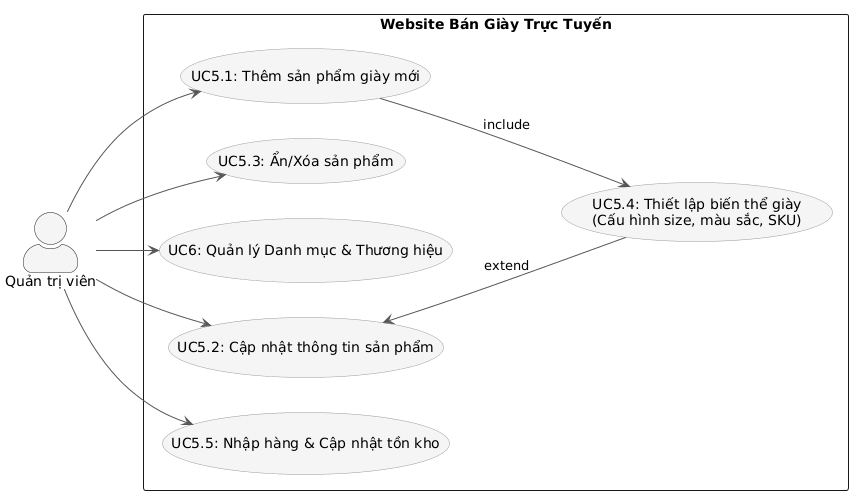 Website Bán Giày Trực Tuyến
UC5.1: Thêm sản phẩm giày mới
include
UC5.3: Ẩn/Xóa sản phẩm
UC5.4: Thiết lập biến thể giày
(Cấu hình size, màu sắc, SKU)
UC6: Quản lý Danh mục & Thương hiệu
extend
Quản trị viên
UC5.2: Cập nhật thông tin sản phẩm
UC5.5: Nhập hàng & Cập nhật tồn kho